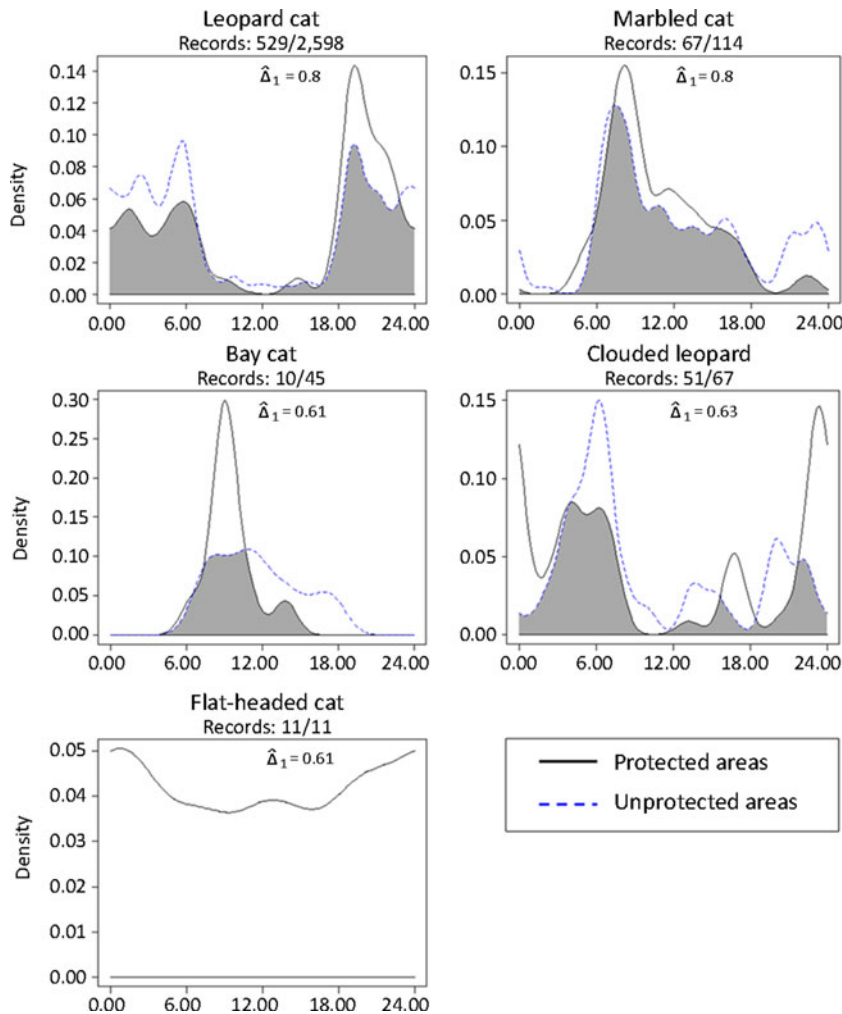 Leopard cat
Records: 529/2,598
Δ̂1 = 0.8
Density
0.14
0.12
0.10
0.08
0.06
0.04
0.02
0.00
0.00 6.00 12.00 18.00 24.00
Marbled cat
Records: 67/114
Δ̂1 = 0.8
0.15
0.10
0.05
0.00
0.00 6.00 12.00 18.00 24.00
Bay cat
Records: 10/45
Δ̂1 = 0.61
Density
0.30
0.25
0.20
0.15
0.10
0.05
0.00
0.00 6.00 12.00 18.00 24.00
Clouded leopard
Records: 51/67
Δ̂1 = 0.63
0.15
0.10
0.05
0.00
0.00 6.00 12.00 18.00 24.00
Flat-headed cat
Records: 11/11
Δ̂1 = 0.61
Density
0.05
0.04
0.03
0.02
0.01
0.00
0.00 6.00 12.00 18.00 24.00
Protected areas
Unprotected areas